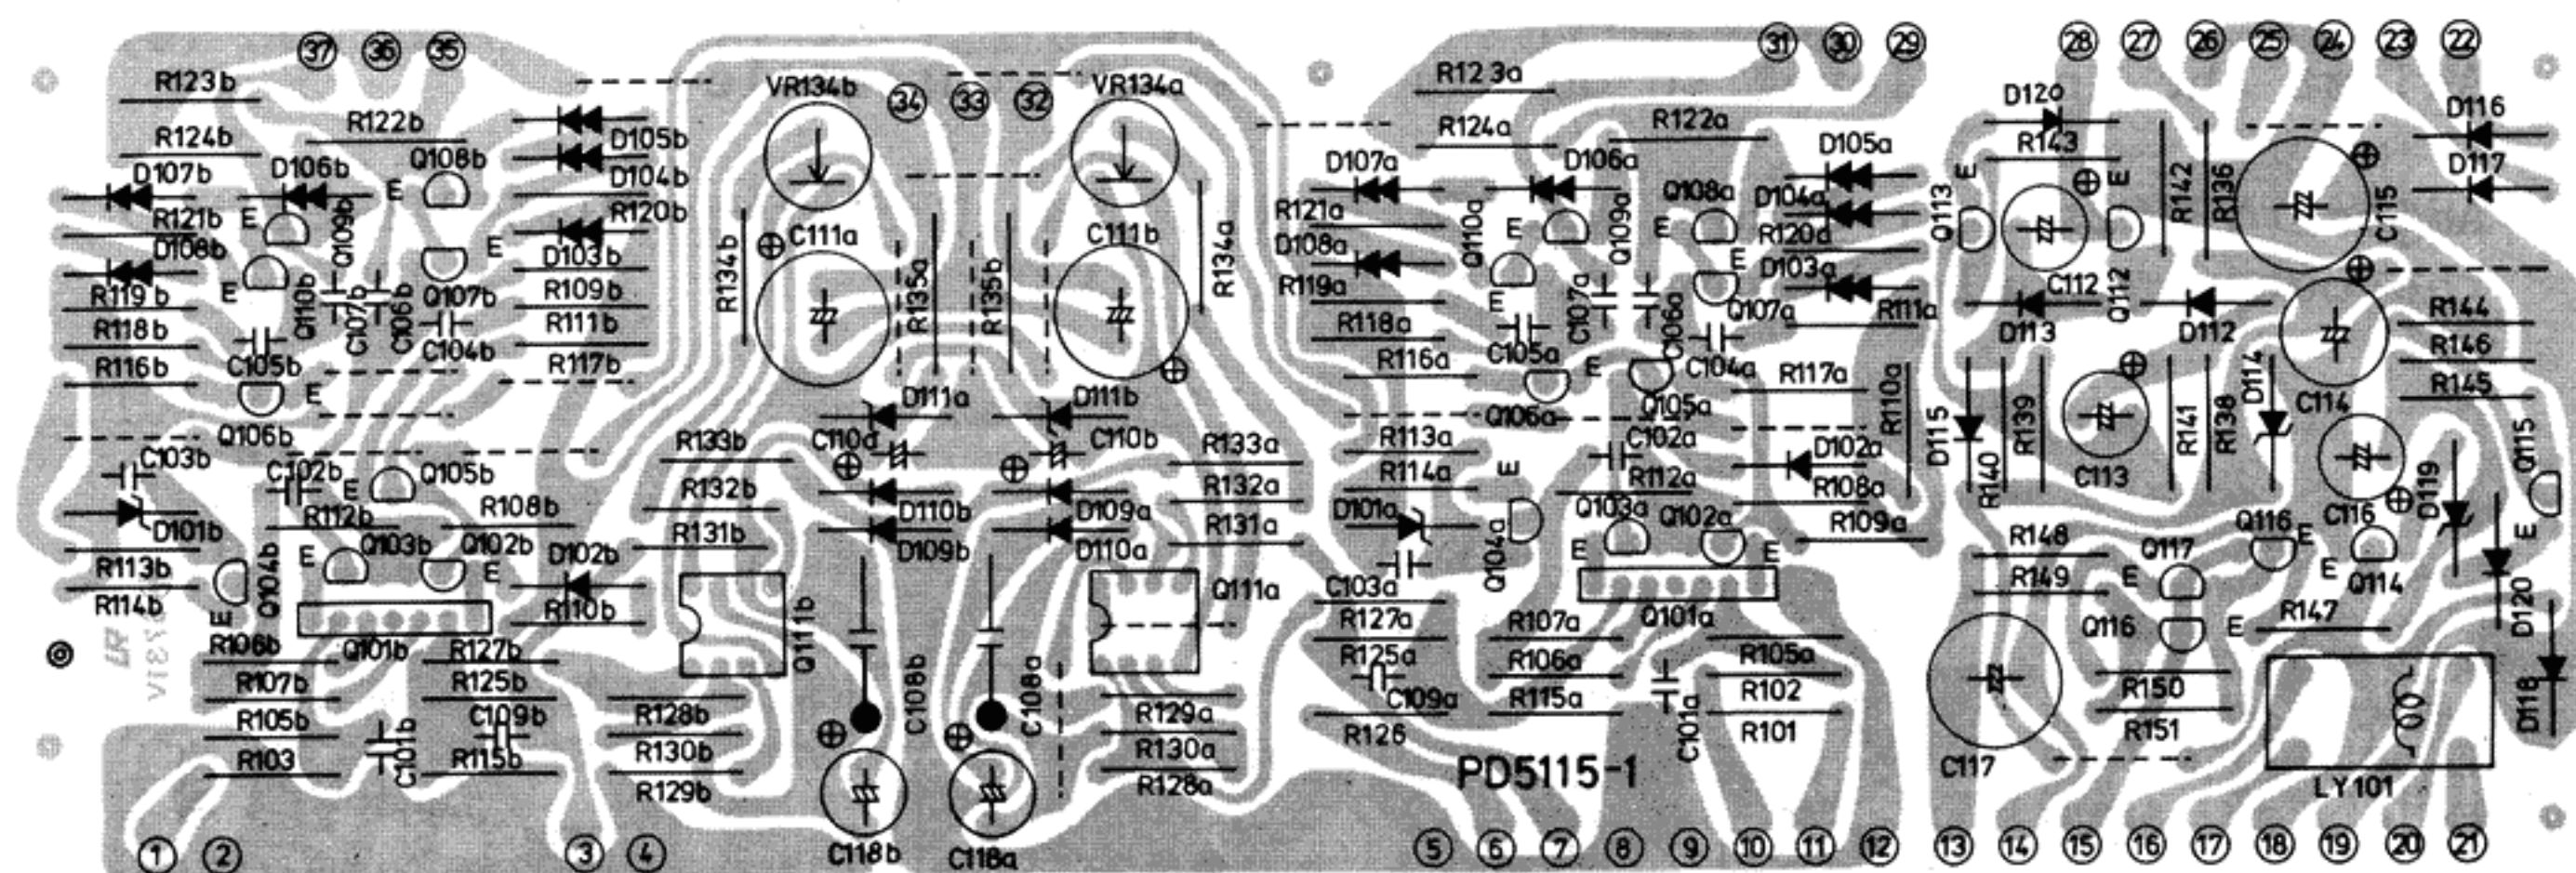 37 36 35
31 30 29 28 27 26 25 24 23 22
R123b
VR134b 34 33 32 VR134a
R123a
D120
D116
R124b
R122b
D105b
R124a
R122a
D105a
R143
D117
D107b
D106b
Q108b
E
D104b
D107a
D106a
Q108a
D104a
E
E
R142
R136
C115
R121b
E
Q109b
R120b
R121a
Q110a
E
Q109a
E
R120a
Q113
D108b
E
D103b
R134b
C111a
R135a
R135b
C111b
R134a
D108a
E
D103a
E
C112
Q112
R119b
E
Q110b
C107b
C106b
Q107b
R109b
R119a
C107a
C106a
Q107a
R111a
D113
D112
R144
R118b
C105b
C104b
R111b
R118a
C105a
C104a
R146
R116b
R117b
R116a
E
R117a
R110a
D114
C114
R145
E
Q106b
D111a
D111b
Q106a
Q105a
D115
R139
R141
R138
C103b
C102b
E
Q105b
R133b
C110a
C110b
R133a
R113a
C102a
D102a
R140
C113
D119
Q115
R112b
R108b
R132b
D110b
D109a
R132a
R114a
E
R112a
R108a
C116
D101b
E
Q103b
Q102b
E
D102b
R131b
D109b
D110a
R131a
D101a
Q104a
Q103a
E
Q102a
E
R109a
R148
Q117
Q116
E
E
Q114
E
R113b
R114b
Q104b
E
R110b
Q111b
Q111a
C103a
R149
E
D120
R106b
Q101b
R127b
R127a
R107a
Q101a
Q116
E
R147
R107b
R125b
R125a
R106a
R105a
R150
D118
R105b
C109b
R128b
C108b
C108a
R129a
C109a
R115a
C101a
R102
R151
R103
C101b
R115b
R130b
R130a
R126
R101
R129b
R128a
PD5115-1
C117
LY101
1 2 3 4 C118b C118a 5 6 7 8 9 10 11 12 13 14 15 16 17 18 19 20 21